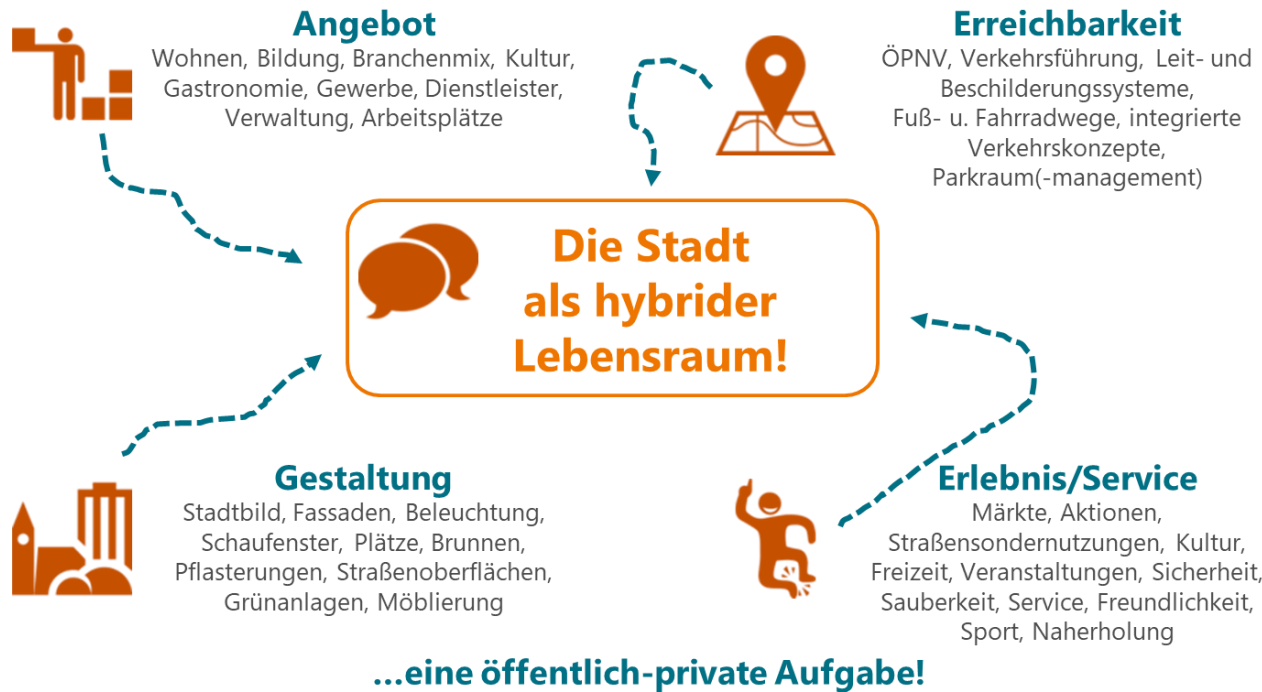 Angebot
Wohnen, Bildung, Branchenmix, Kultur,
Gastronomie, Gewerbe, Dienstleister,
Verwaltung, Arbeitsplätze
Erreichbarkeit
ÖPNV, Verkehrsführung, Leit- und
Beschilderungssysteme,
Fuß- u. Fahrradwege, integrierte
Verkehrskonzepte,
Parkraum(-management)
Die Stadt
als hybrider
Lebensraum!
Gestaltung
Stadtbild, Fassaden, Beleuchtung,
Schaufenster, Plätze, Brunnen,
Pflasterungen, Straßenoberflächen,
Grünanlagen, Möblierung
Erlebnis/Service
Märkte, Aktionen,
Straßensondernutzungen, Kultur,
Freizeit, Veranstaltungen, Sicherheit,
Sauberkeit, Service, Freundlichkeit,
Sport, Naherholung
...eine öffentlich-private Aufgabe!